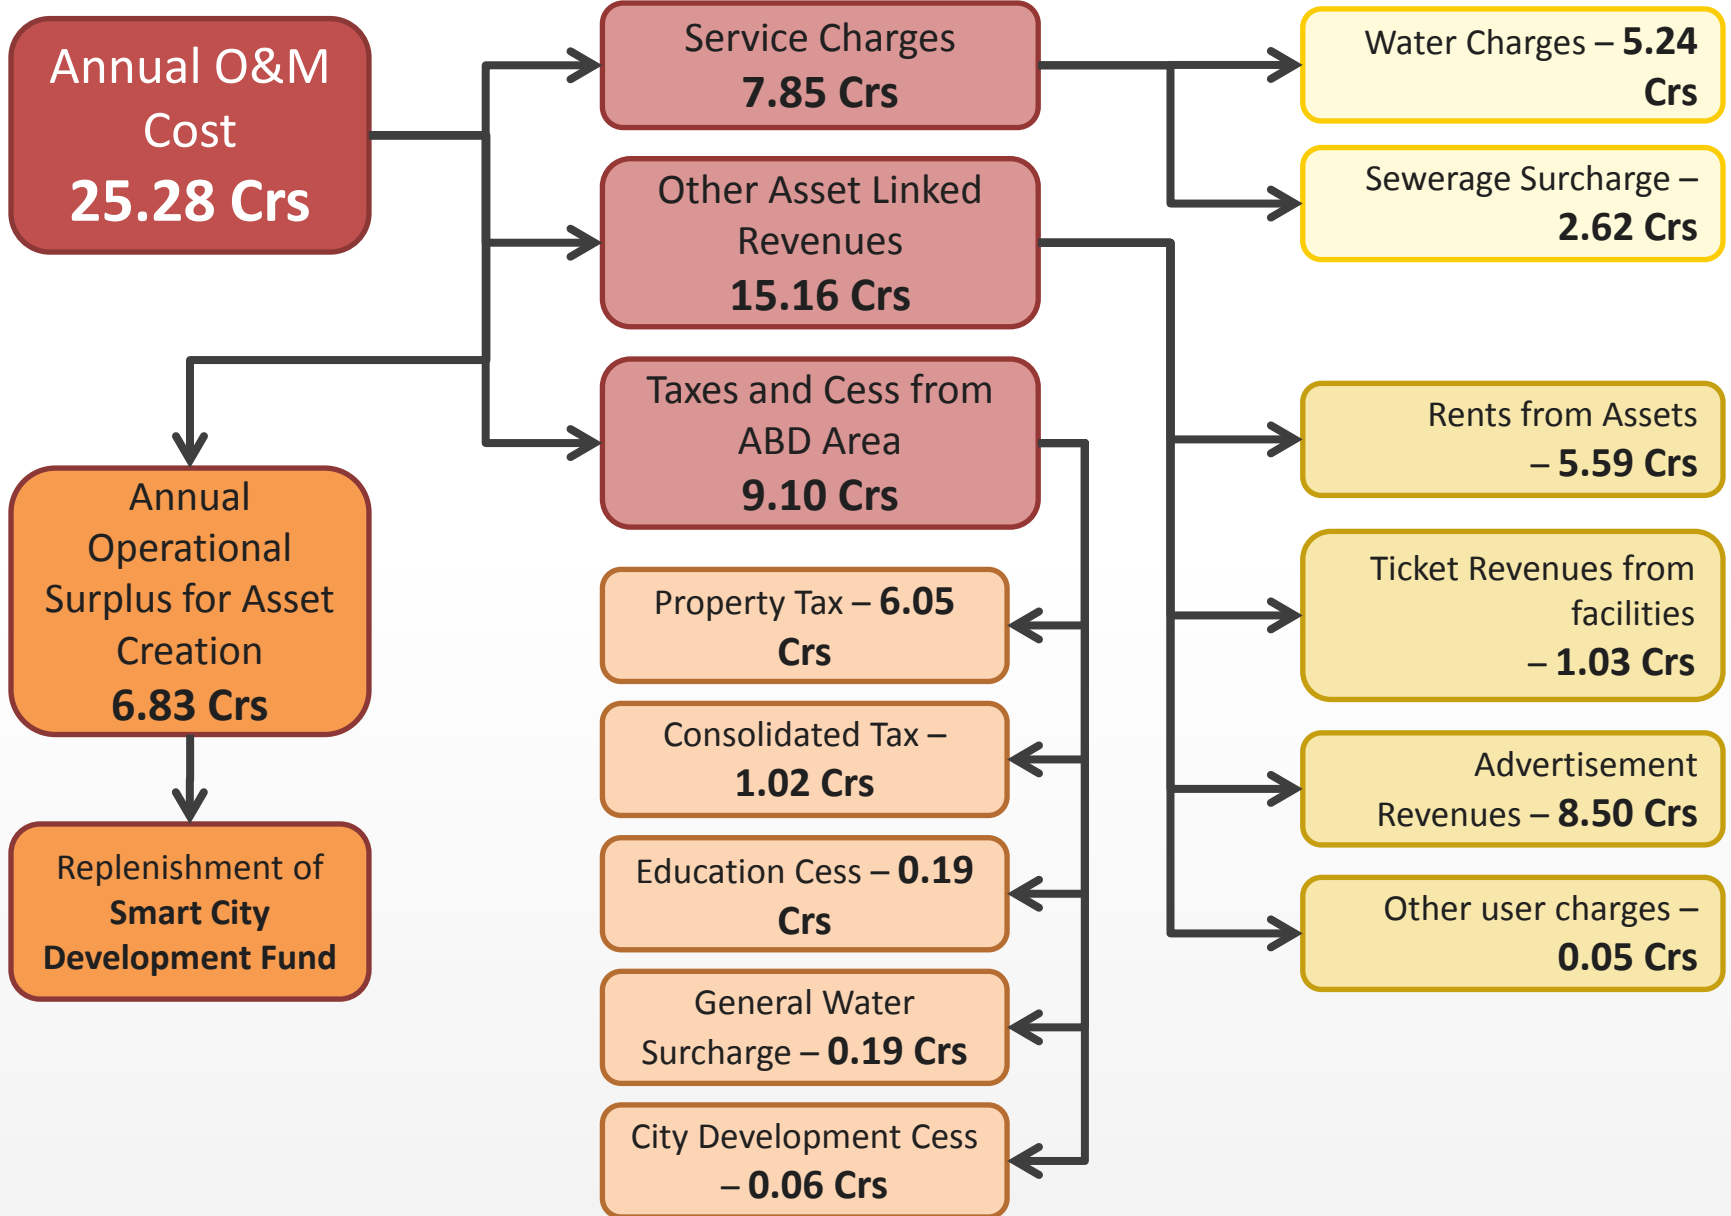 Annual O&M
Cost
25.28 Crs
Service Charges
7.85 Crs
Other Asset Linked
Revenues
15.16 Crs
Taxes and Cess from
ABD Area
9.10 Crs
Annual
Operational
Surplus for Asset
Creation
6.83 Crs
Replenishment of
Smart City
Development Fund
Property Tax – 6.05
Crs
Consolidated Tax –
1.02 Crs
Education Cess – 0.19
Crs
General Water
Surcharge – 0.19 Crs
City Development Cess
– 0.06 Crs
Water Charges – 5.24
Crs
Sewerage Surcharge –
2.62 Crs
Rents from Assets
– 5.59 Crs
Ticket Revenues from
facilities
– 1.03 Crs
Advertisement
Revenues – 8.50 Crs
Other user charges –
0.05 Crs